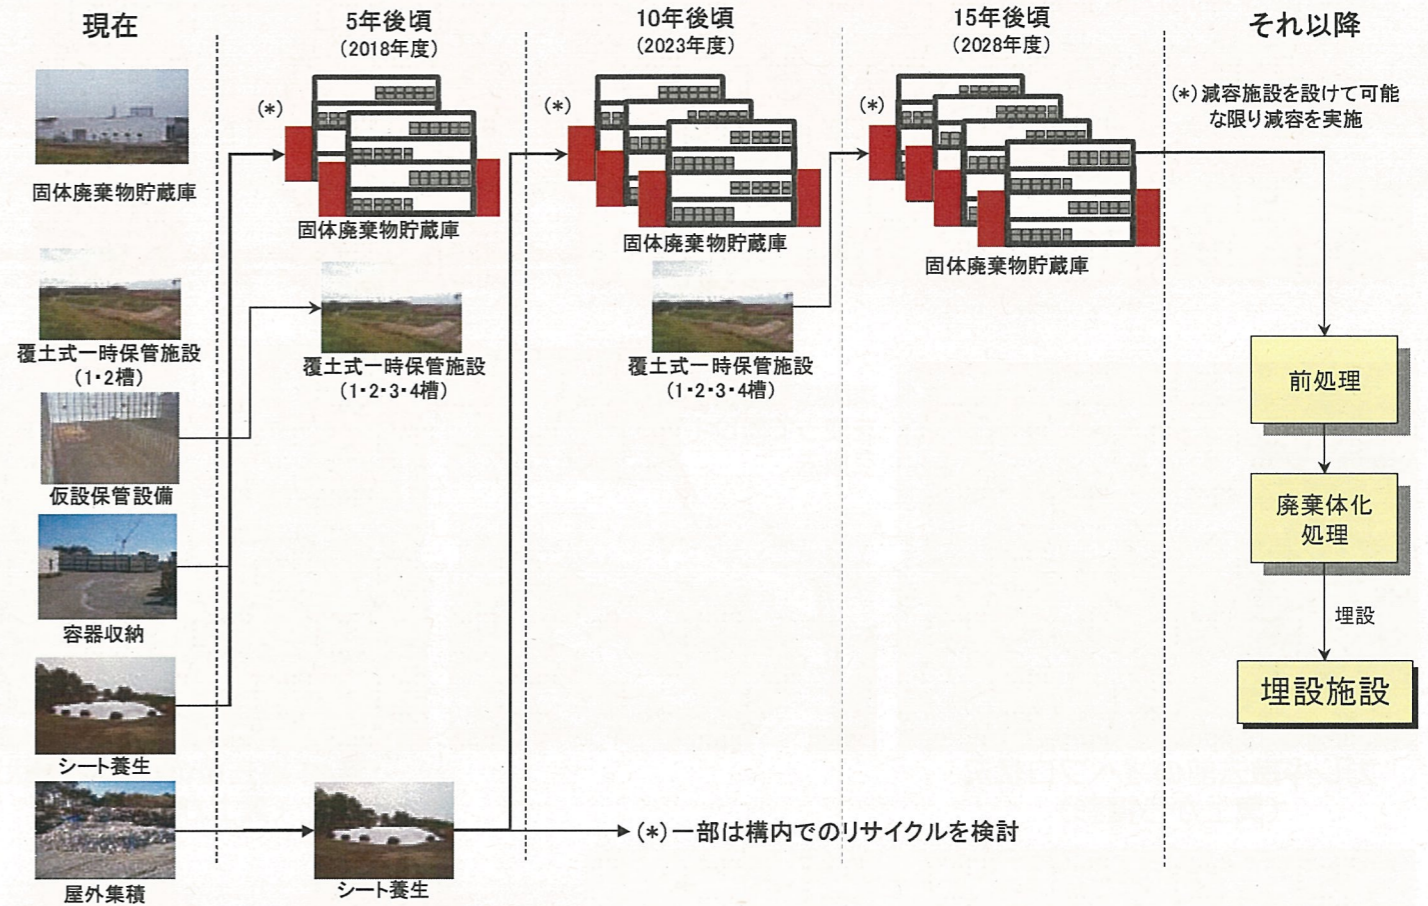 現在
5年後頃
(2018年度)
10年後頃
(2023年度)
15年後頃
(2028年度)
それ以降
固体廃棄物貯蔵庫
(*)
固体廃棄物貯蔵庫
(*)
固体廃棄物貯蔵庫
(*)
固体廃棄物貯蔵庫
(*)減容施設を設けて可能
な限り減容を実施
覆土式一時保管施設
(1・2槽)
覆土式一時保管施設
(1・2・3・4槽)
覆土式一時保管施設
(1・2・3・4槽)
仮設保管設備
容器収納
シート養生
屋外集積
シート養生
(*)一部は構内でのリサイクルを検討
前処理
廃棄体化
処理
埋設
埋設施設